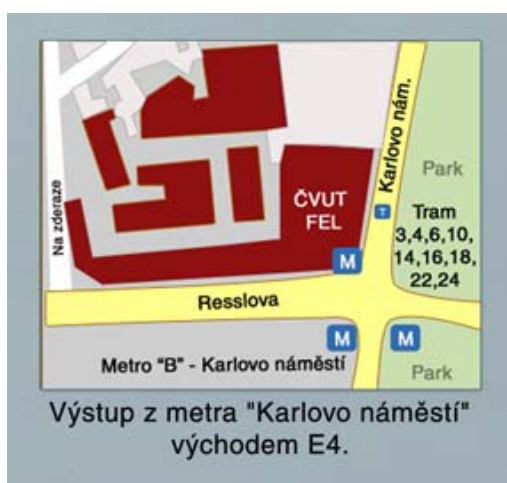 Karlovo nám.
Park
ČVUT
FEL
T
Tram
3,4,6,10,
14,16,18,
22,24
Na zderaze
M
Resslova
M
M
Metro "B" - Karlovo náměstí
Park
Výstup z metra "Karlovo náměstí"
východem E4.